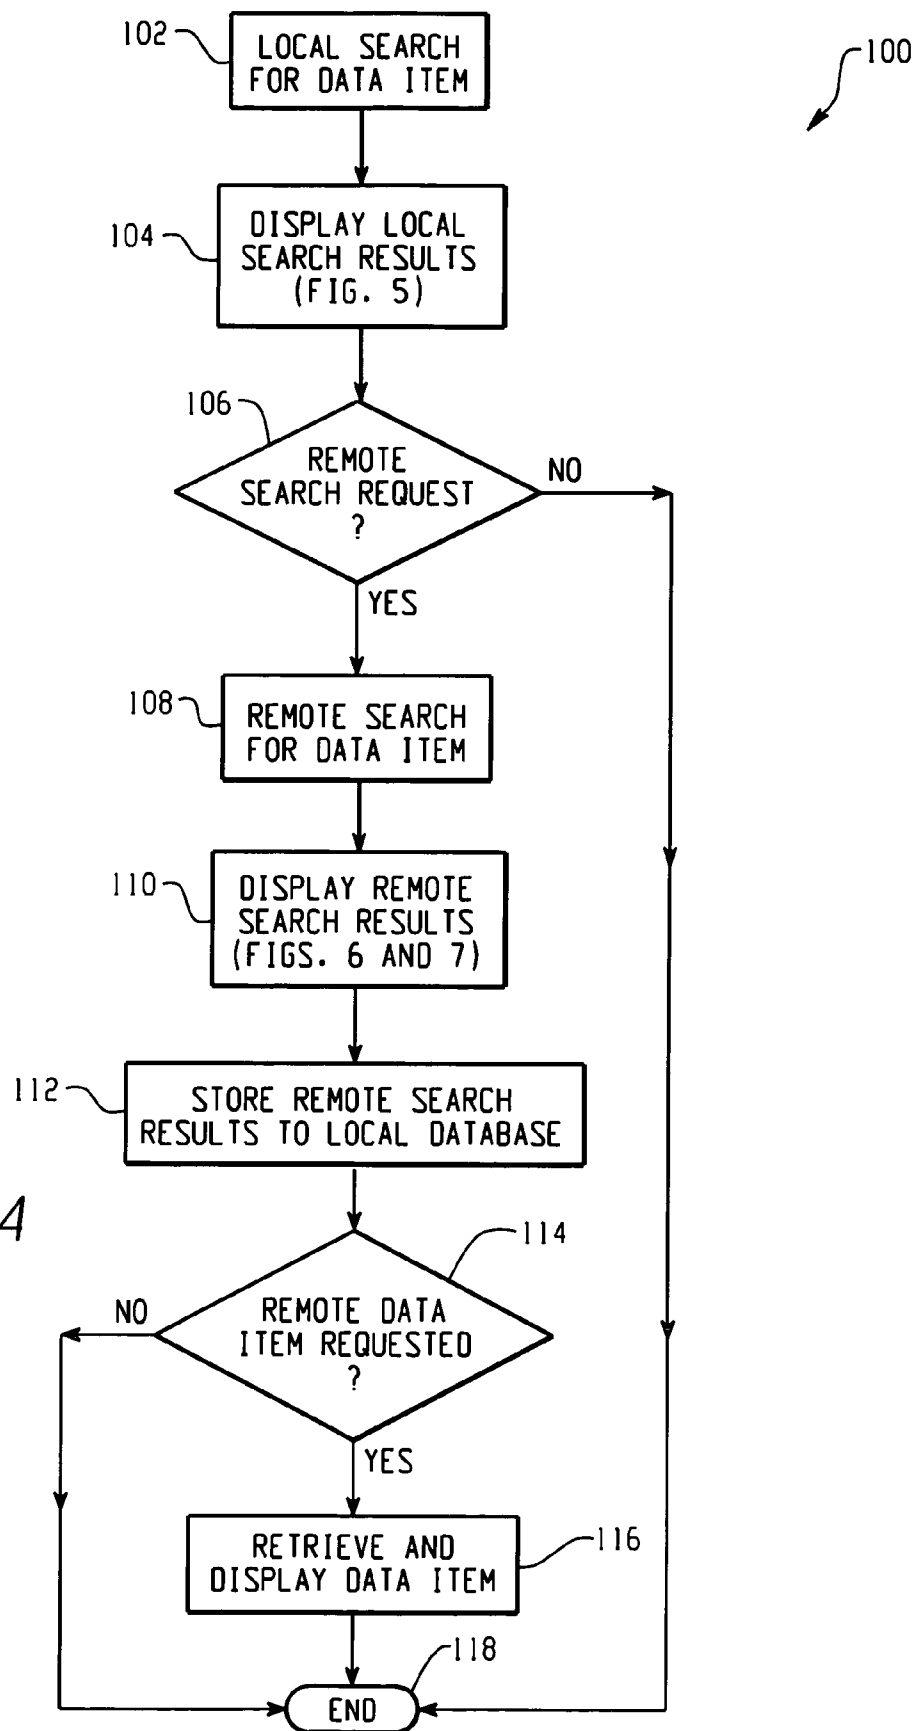 102
LOCAL SEARCH
FOR DATA ITEM
100
104
DISPLAY LOCAL
SEARCH RESULTS
(FIG. 5)
106
REMOTE
SEARCH REQUEST
?
NO
YES
108
REMOTE SEARCH
FOR DATA ITEM
110
DISPLAY REMOTE
SEARCH RESULTS
(FIGS. 6 AND 7)
112
STORE REMOTE SEARCH
RESULTS TO LOCAL DATABASE
4
114
NO
REMOTE DATA
ITEM REQUESTED
?
YES
RETRIEVE AND
DISPLAY DATA ITEM
116
118
END